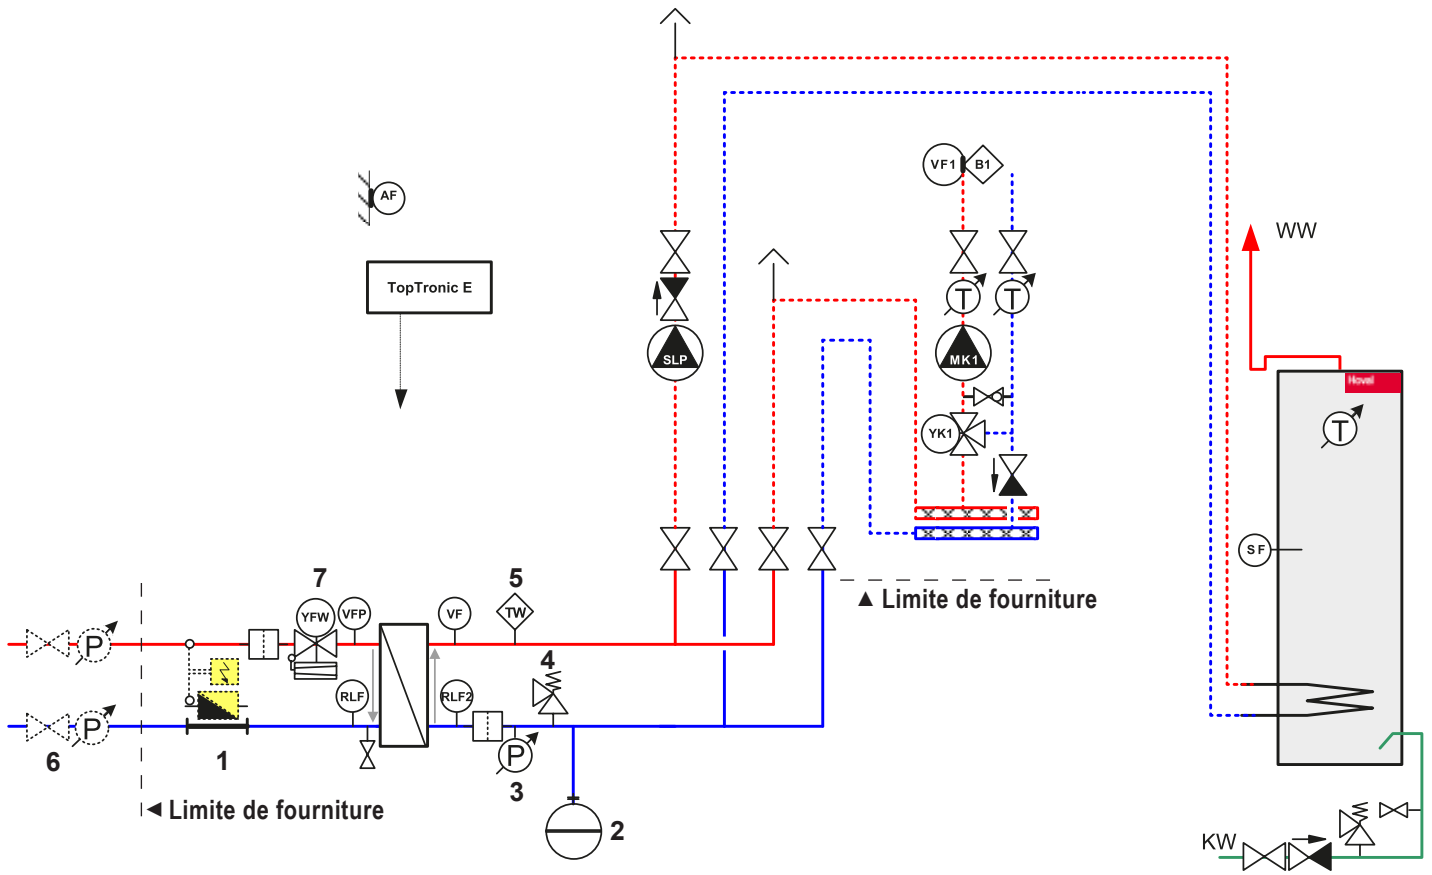 VF1
B1
AF
WW
TopTronic E
T
T
SLP
MK1
Hoval
T
YK1
SF
7
5
▲ Limite de fourniture
YFW
VFP
VF
TW
P
4
RLF
RLF2
P
P
6
1
3
◄ Limite de fourniture
2
KW